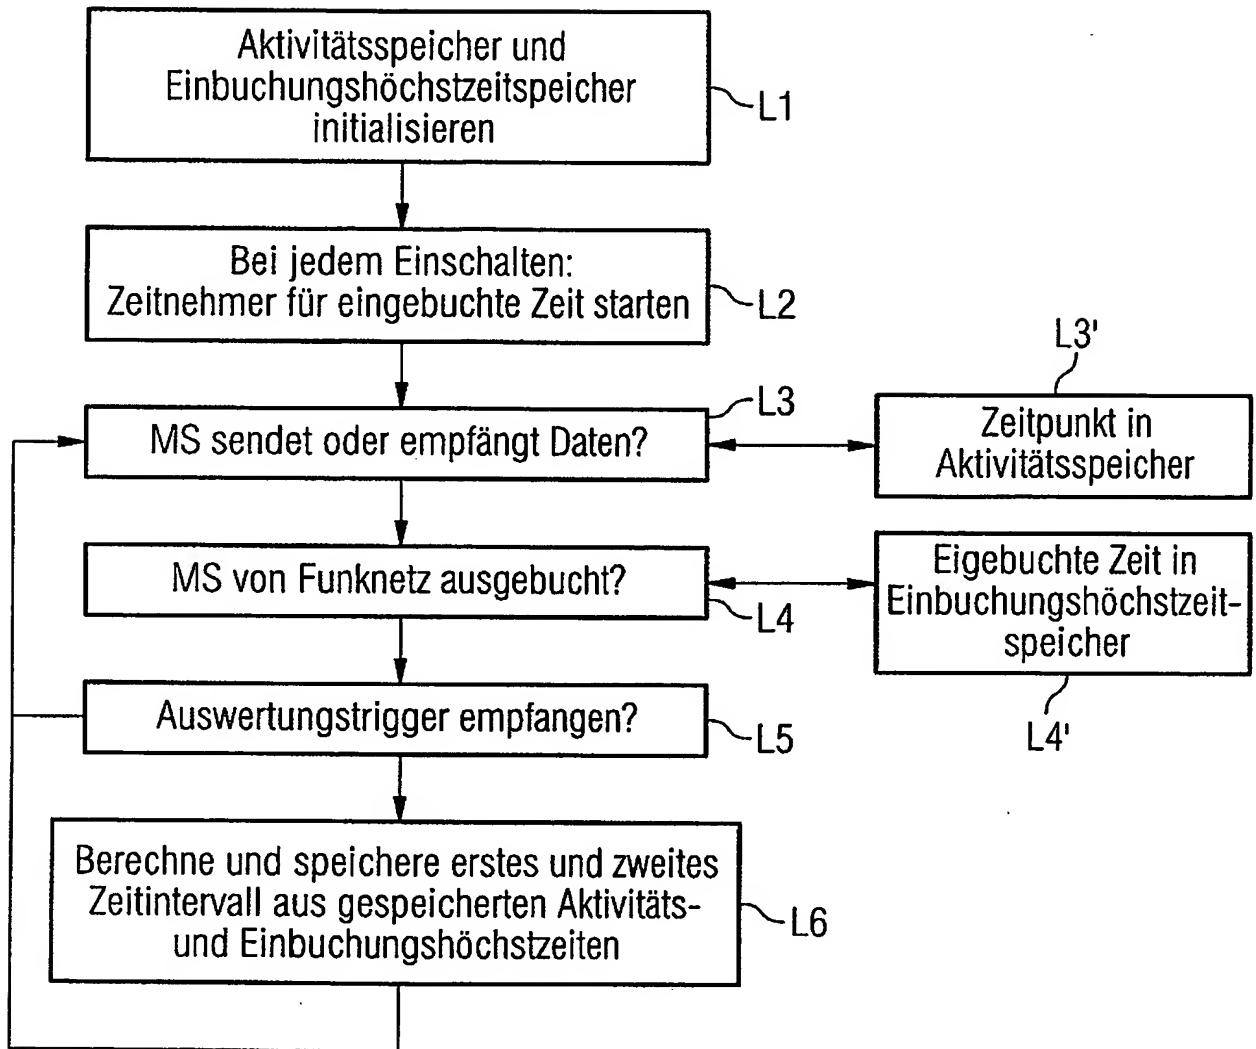 Aktivitätsspeicher und
Einbuchungshöchstzeitspeicher
initialisieren
L1
Bei jedem Einschalten:
Zeitnehmer für eingebuchte Zeit starten
L2
L3'
L3
MS sendet oder empfängt Daten?
Zeitpunkt in
Aktivitätsspeicher
MS von Funknetz ausgebucht?
L4
Eigebuchte Zeit in
Einbuchungshöchstzeit-
speicher
L4'
Auswertungstrigger empfangen?
L5
Berechne und speichere erstes und zweites
Zeitintervall aus gespeicherten Aktivitäts-
und Einbuchungshöchstzeiten
L6